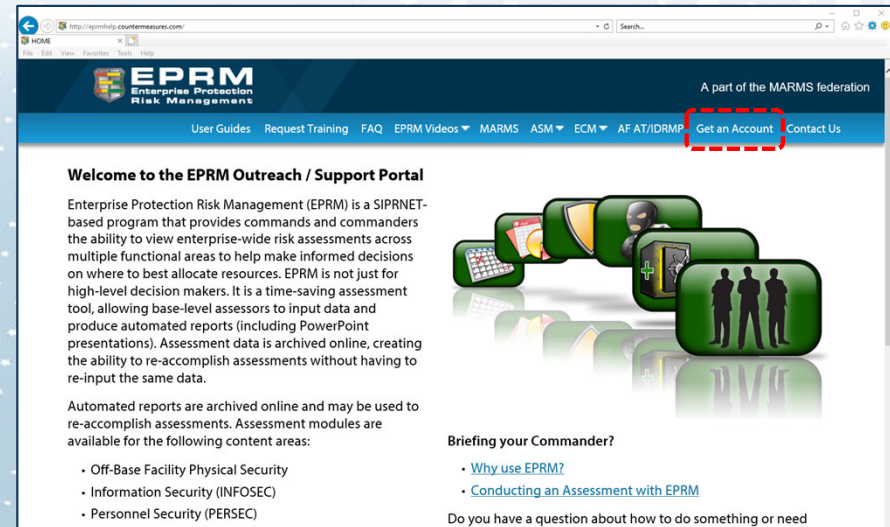 http://eprmhelp.countermeasures.com/
Search...
HOME
File Edit View Favorites Tools Help
EPRM
Enterprise Protection
Risk Management
A part of the MARMS federation
User Guides Request Training FAQ EPRM Videos MARMS ASM ECM AF AT/IDRMP Get an Account Contact Us
Welcome to the EPRM Outreach / Support Portal
Enterprise Protection Risk Management (EPRM) is a SIPRNET-
based program that provides commands and commanders
the ability to view enterprise-wide risk assessments across
multiple functional areas to help make informed decisions
on where to best allocate resources. EPRM is not just for
high-level decision makers. It is a time-saving assessment
tool, allowing base-level assessors to input data and
produce automated reports (including PowerPoint
presentations). Assessment data is archived online, creating
the ability to re-accomplish assessments without having to
re-input the same data.
Automated reports are archived online and may be used to
re-accomplish assessments. Assessment modules are
available for the following content areas:
• Off-Base Facility Physical Security
• Information Security (INFOSEC)
• Personnel Security (PERSEC)
Briefing your Commander?
• Why use EPRM?
• Conducting an Assessment with EPRM
Do you have a question about how to do something or need